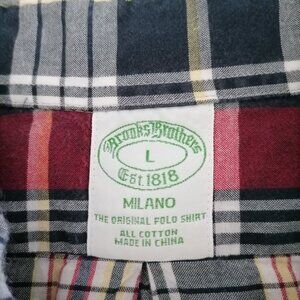 Brooks Brothers
L
Est. 1818
MILANO
THE ORIGINAL POLO SHIRT
ALL COTTON
MADE IN CHINA